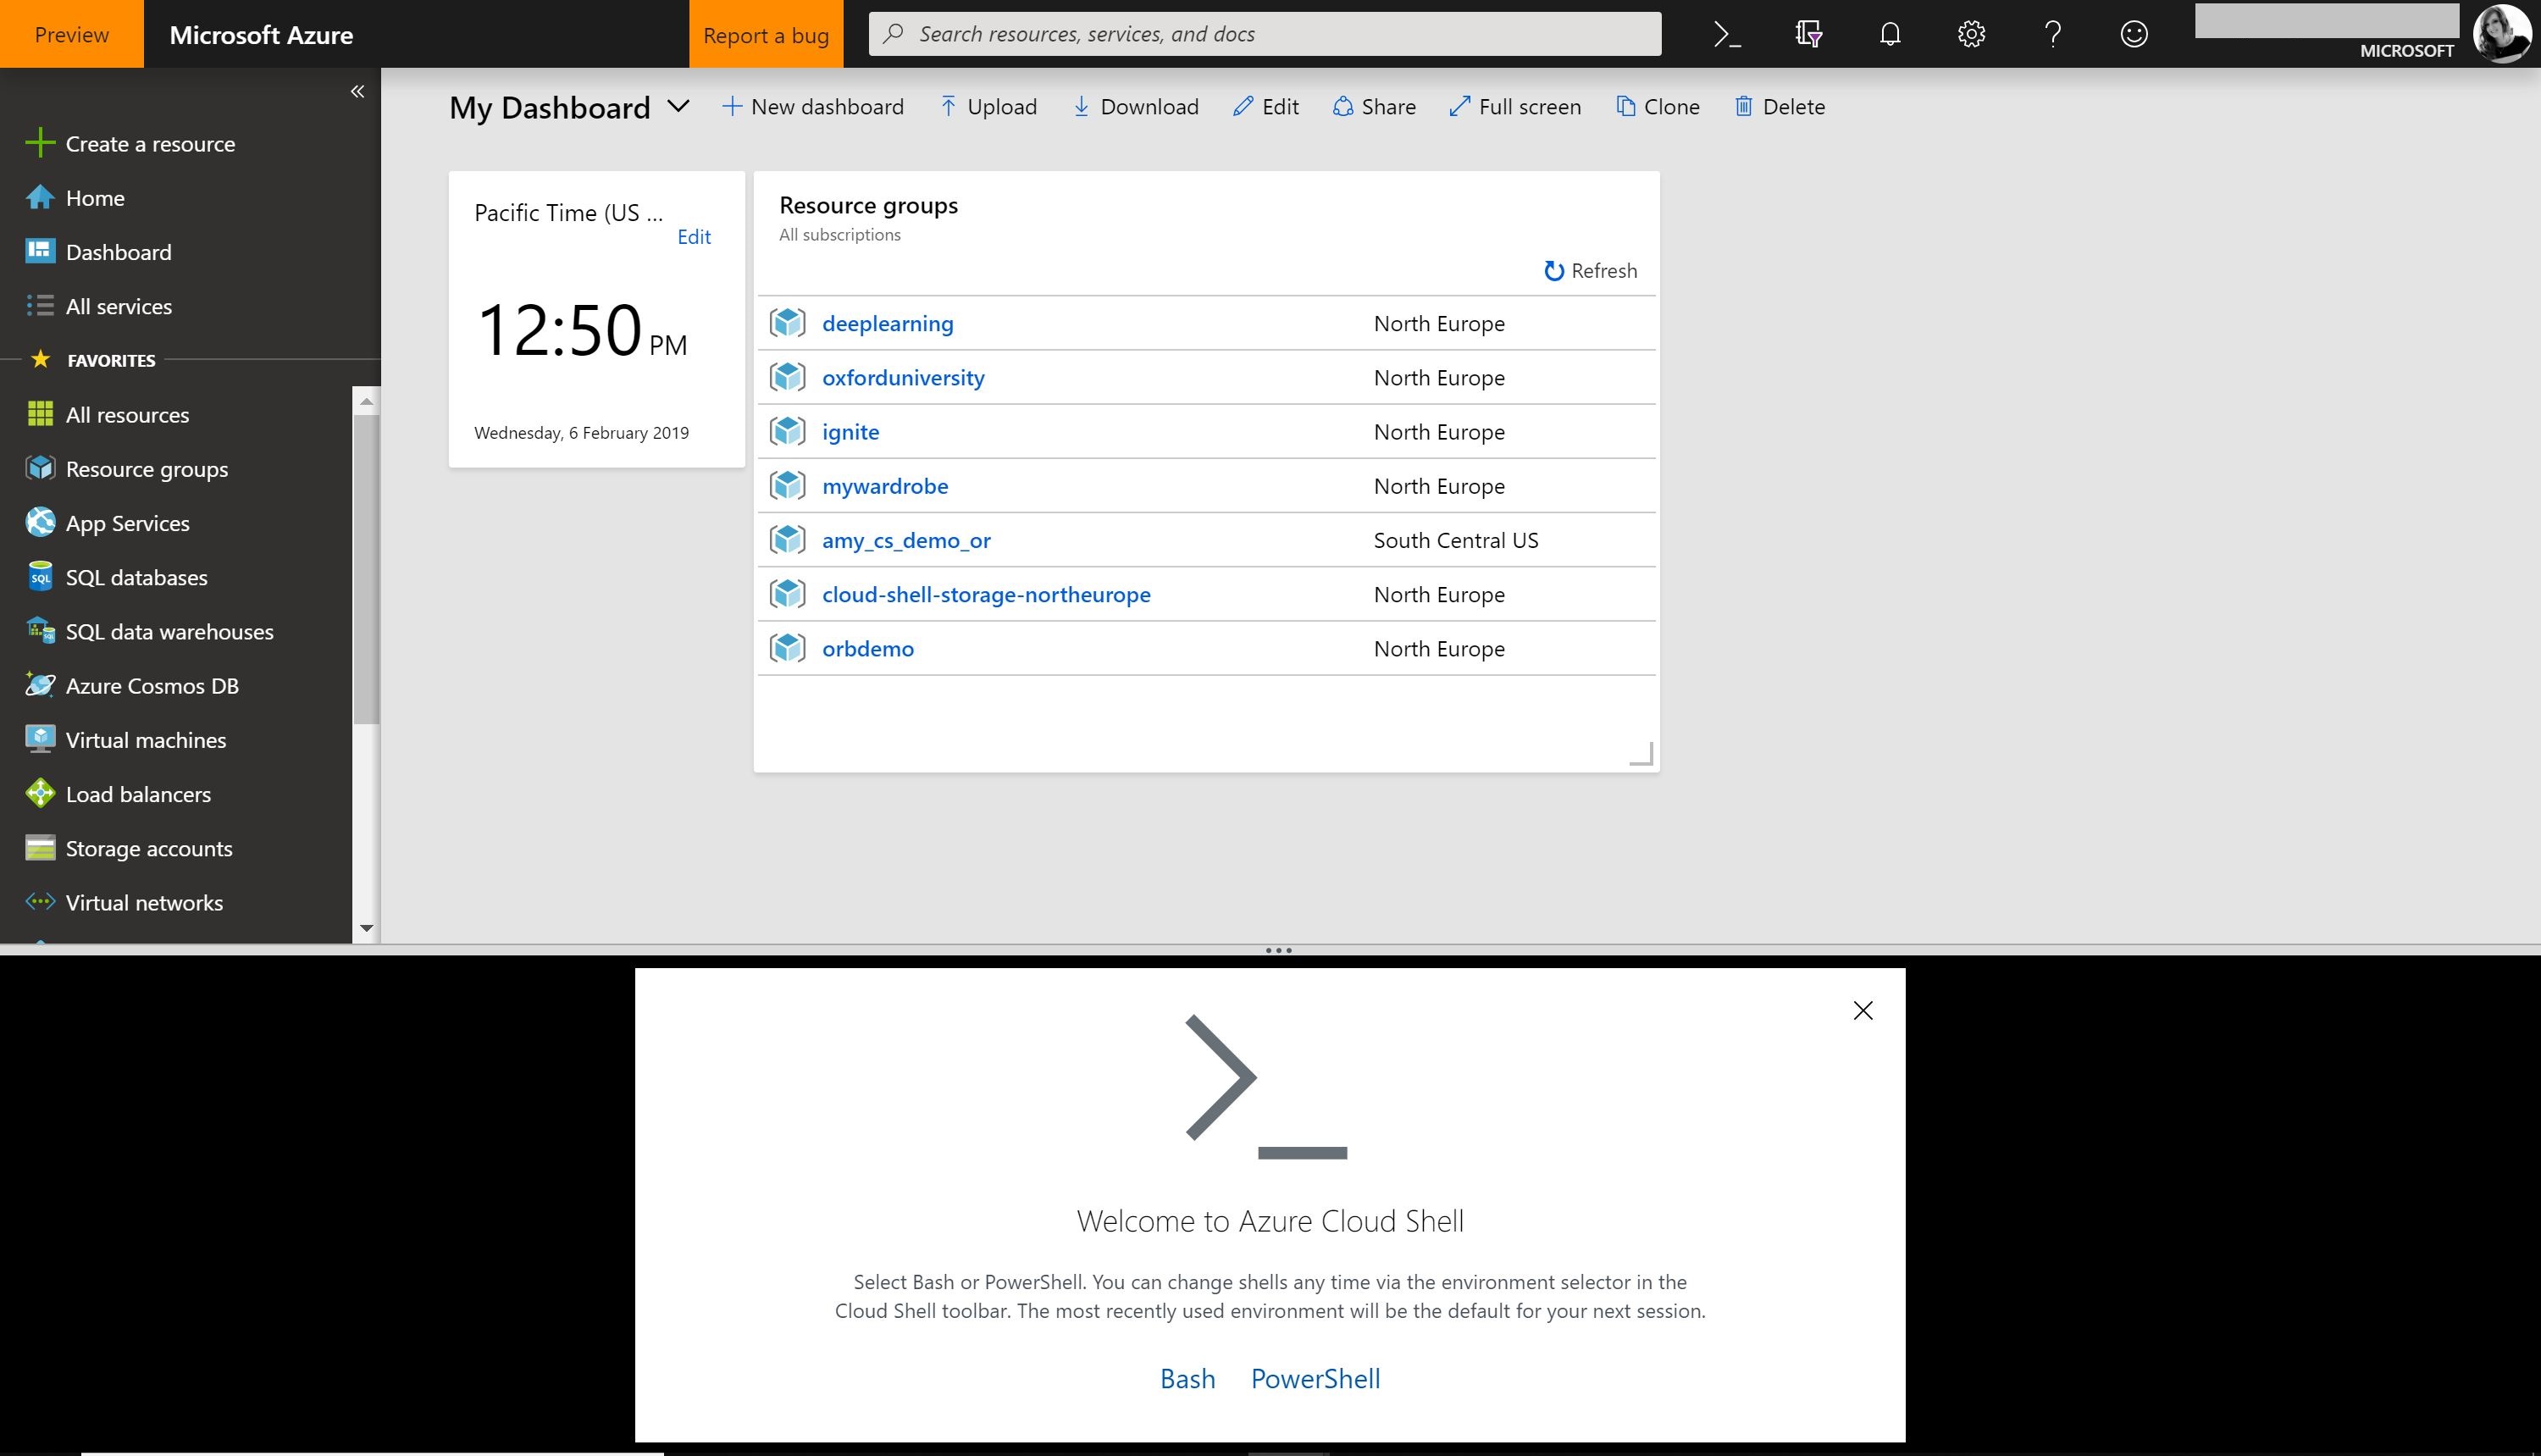 Preview
Microsoft Azure
Report a bug
Search resources, services, and docs
MICROSOFT
Create a resource
Home
Dashboard
All services
FAVORITES
All resources
Resource groups
App Services
SQL databases
SQL data warehouses
Azure Cosmos DB
Virtual machines
Load balancers
Storage accounts
Virtual networks
My Dashboard
New dashboard
Upload
Download
Edit
Share
Full screen
Clone
Delete
Pacific Time (US ...
Edit
12:50 PM
Wednesday, 6 February 2019
Resource groups
All subscriptions
Refresh
deeplearning North Europe
oxforduniversity North Europe
ignite North Europe
mywardrobe North Europe
amy_cs_demo_or South Central US
cloud-shell-storage-northeurope North Europe
orbdemo North Europe
Welcome to Azure Cloud Shell
Select Bash or PowerShell. You can change shells any time via the environment selector in the
Cloud Shell toolbar. The most recently used environment will be the default for your next session.
Bash PowerShell